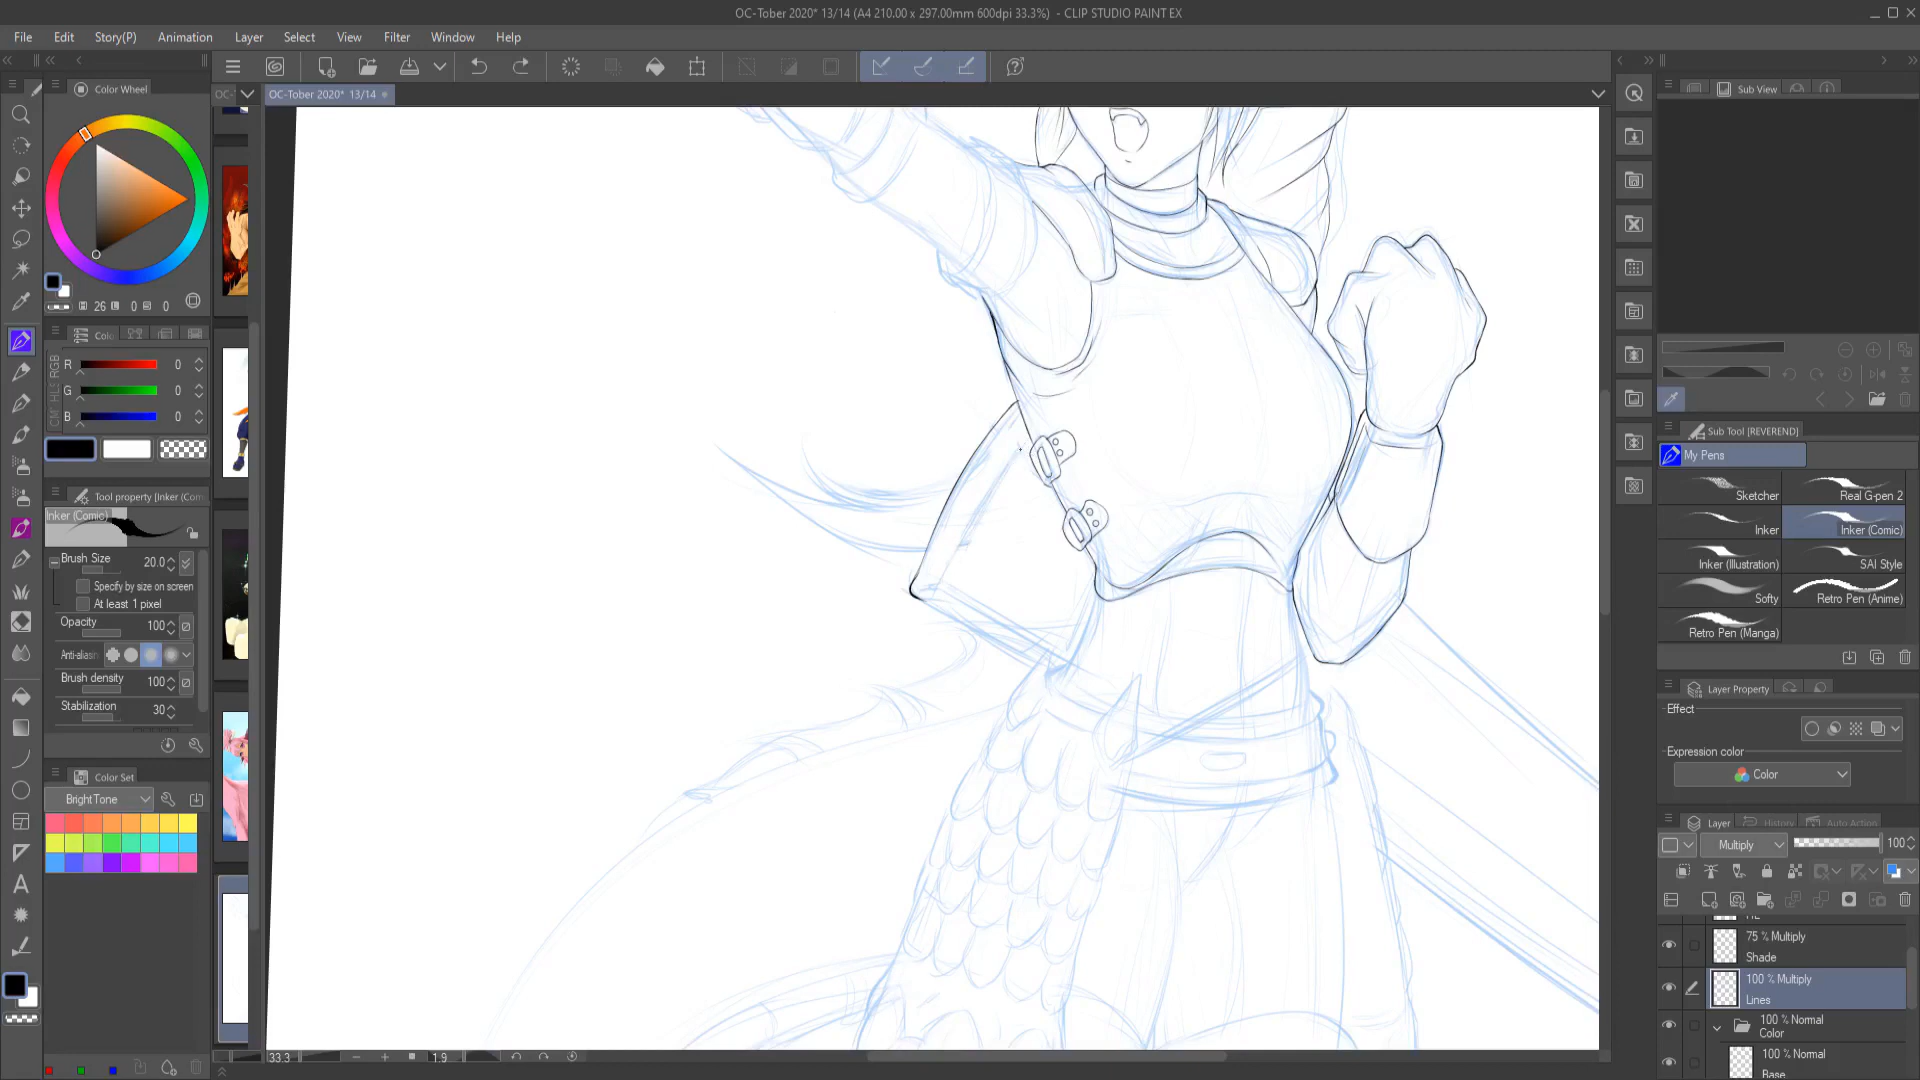 OC-Tober 2020* 13/14 (A4 210.00 x 297.00mm 600dpi 33.3%) - CLIP STUDIO PAINT EX
File Edit Story(P) Animation Layer Select View Filter Window Help
OC- OC-Tober 2020* 13/14
Color Wheel
26 0 0
Colo
RGB
R 0
G 0
B 0
Tool property [Inker (Com
Inker (Comic)
Brush Size 20.0
Specify by size on screen
At least 1 pixel
Opacity 100
Anti-aliasin
Brush density 100
Stabilization 30
Color Set
BrightTone
33.3 1.9
Sub View
Sub Tool [REVEREND]
My Pens
Sketcher Real G-pen 2
Inker Inker (Comic)
Inker (Illustration) SAI Style
Softy Retro Pen (Anime)
Retro Pen (Manga)
Layer Property
Effect
Expression color
Color
Layer History Auto Action
Multiply 100
75 % Multiply
Shade
100 % Multiply
Lines
100 % Normal
Color
100 % Normal
Base